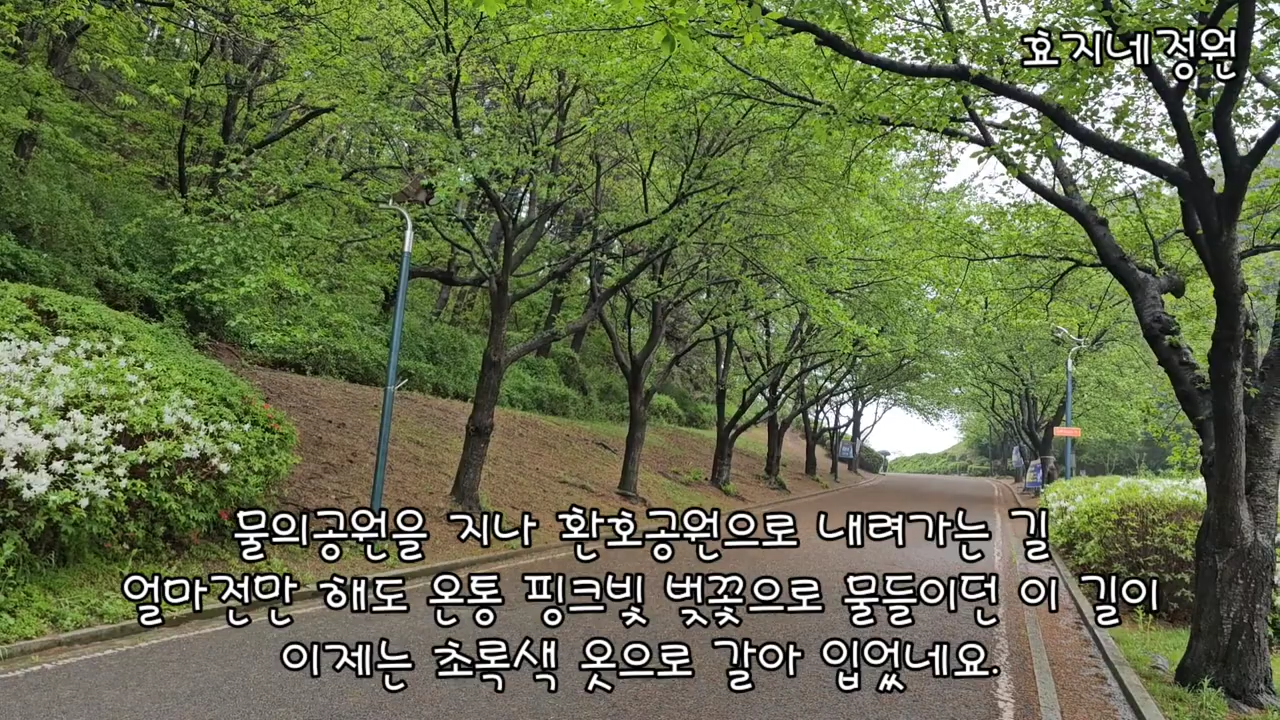 효지네정원
물의공원을 지나 환호공원으로 내려가는 길
얼마전만 해도 온통 핑크빛 벚꽃으로 물들이던 이 길이
이제는 초록색 옷으로 갈아 입었네요.